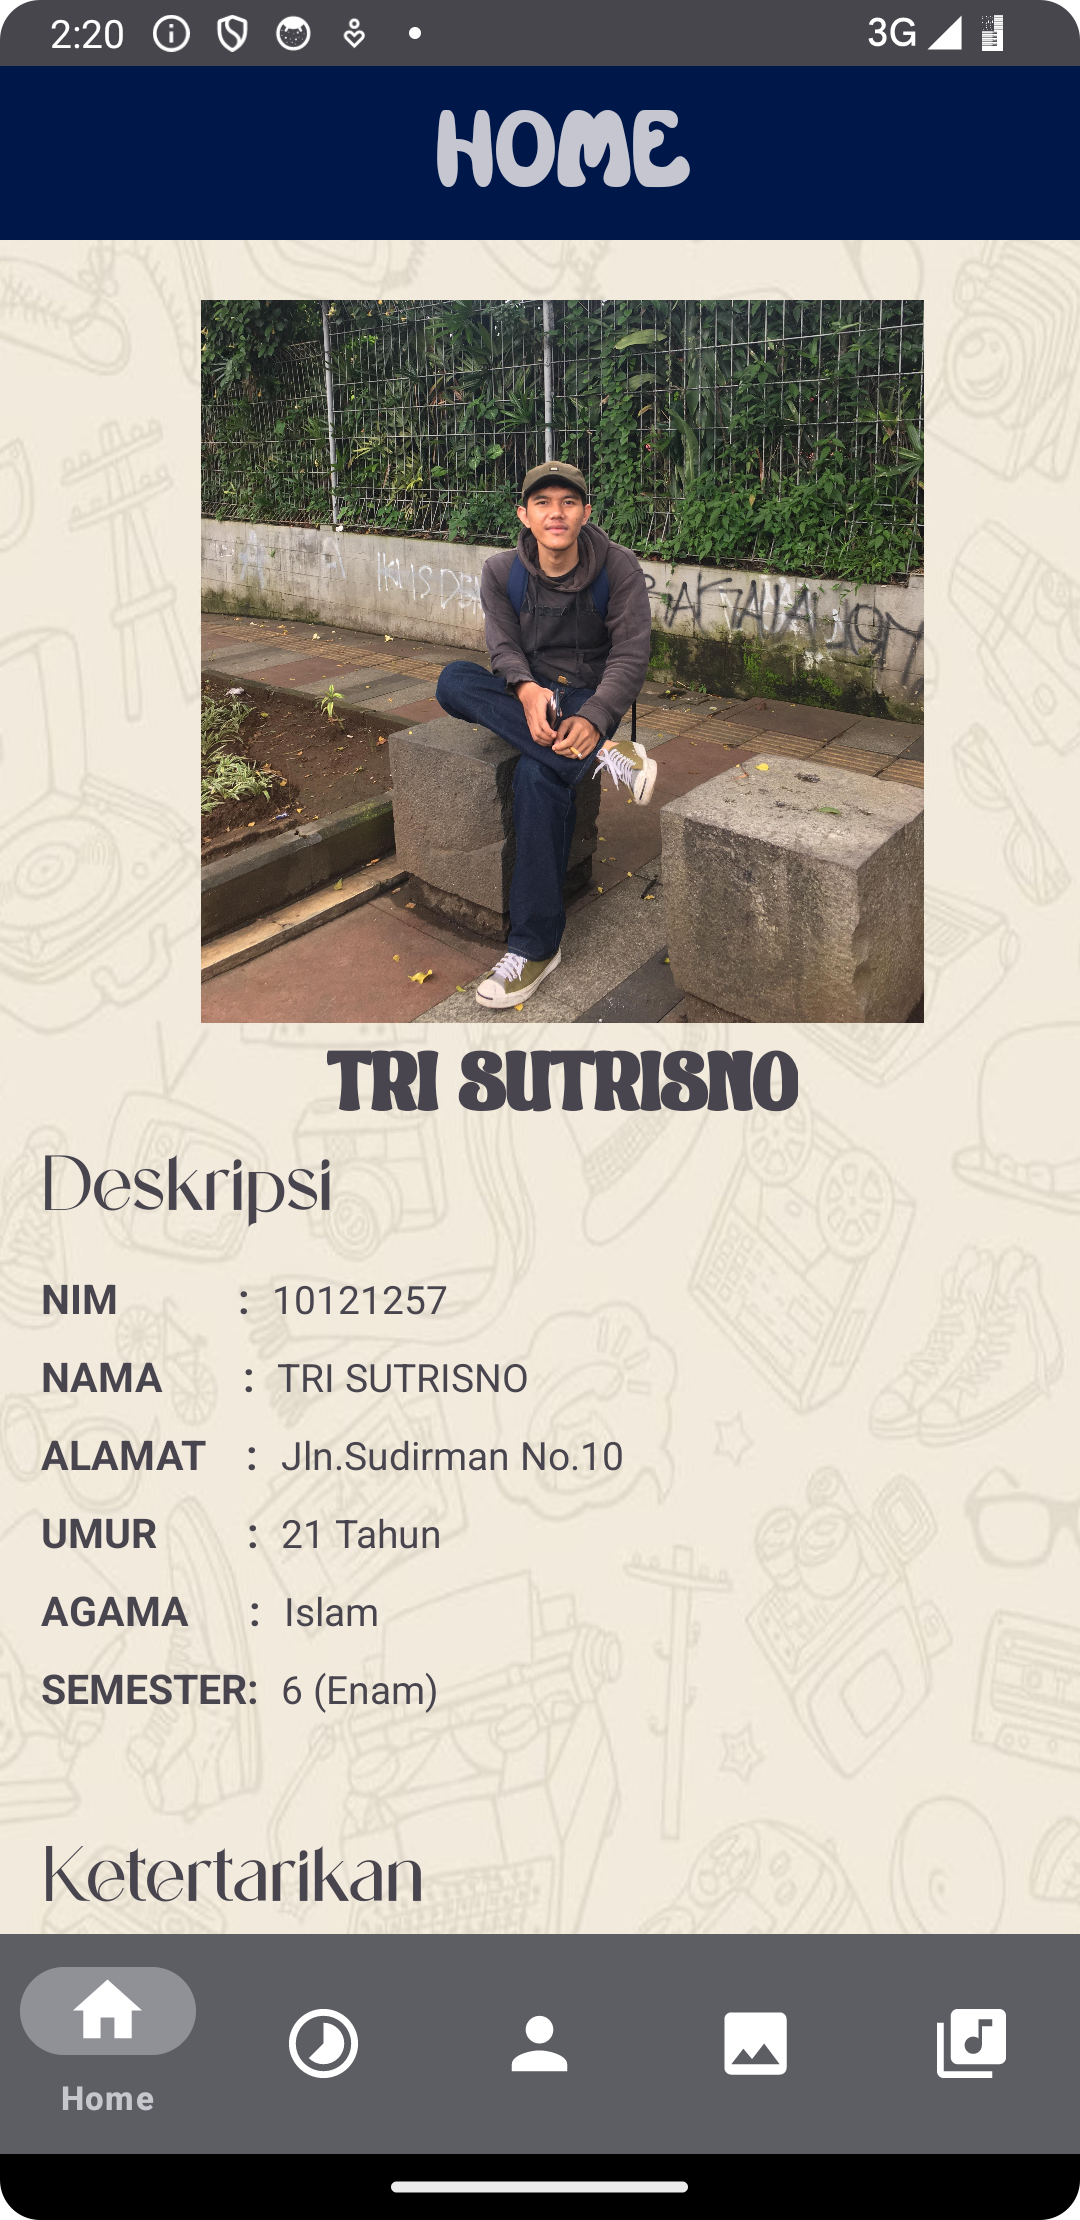 2:20 3G
HOME
TRI SUTRISNO
Deskripsi
NIM : 10121257
NAMA : TRI SUTRISNO
ALAMAT : Jln.Sudirman No.10
UMUR : 21 Tahun
AGAMA : Islam
SEMESTER: 6 (Enam)
Ketertarikan
Home